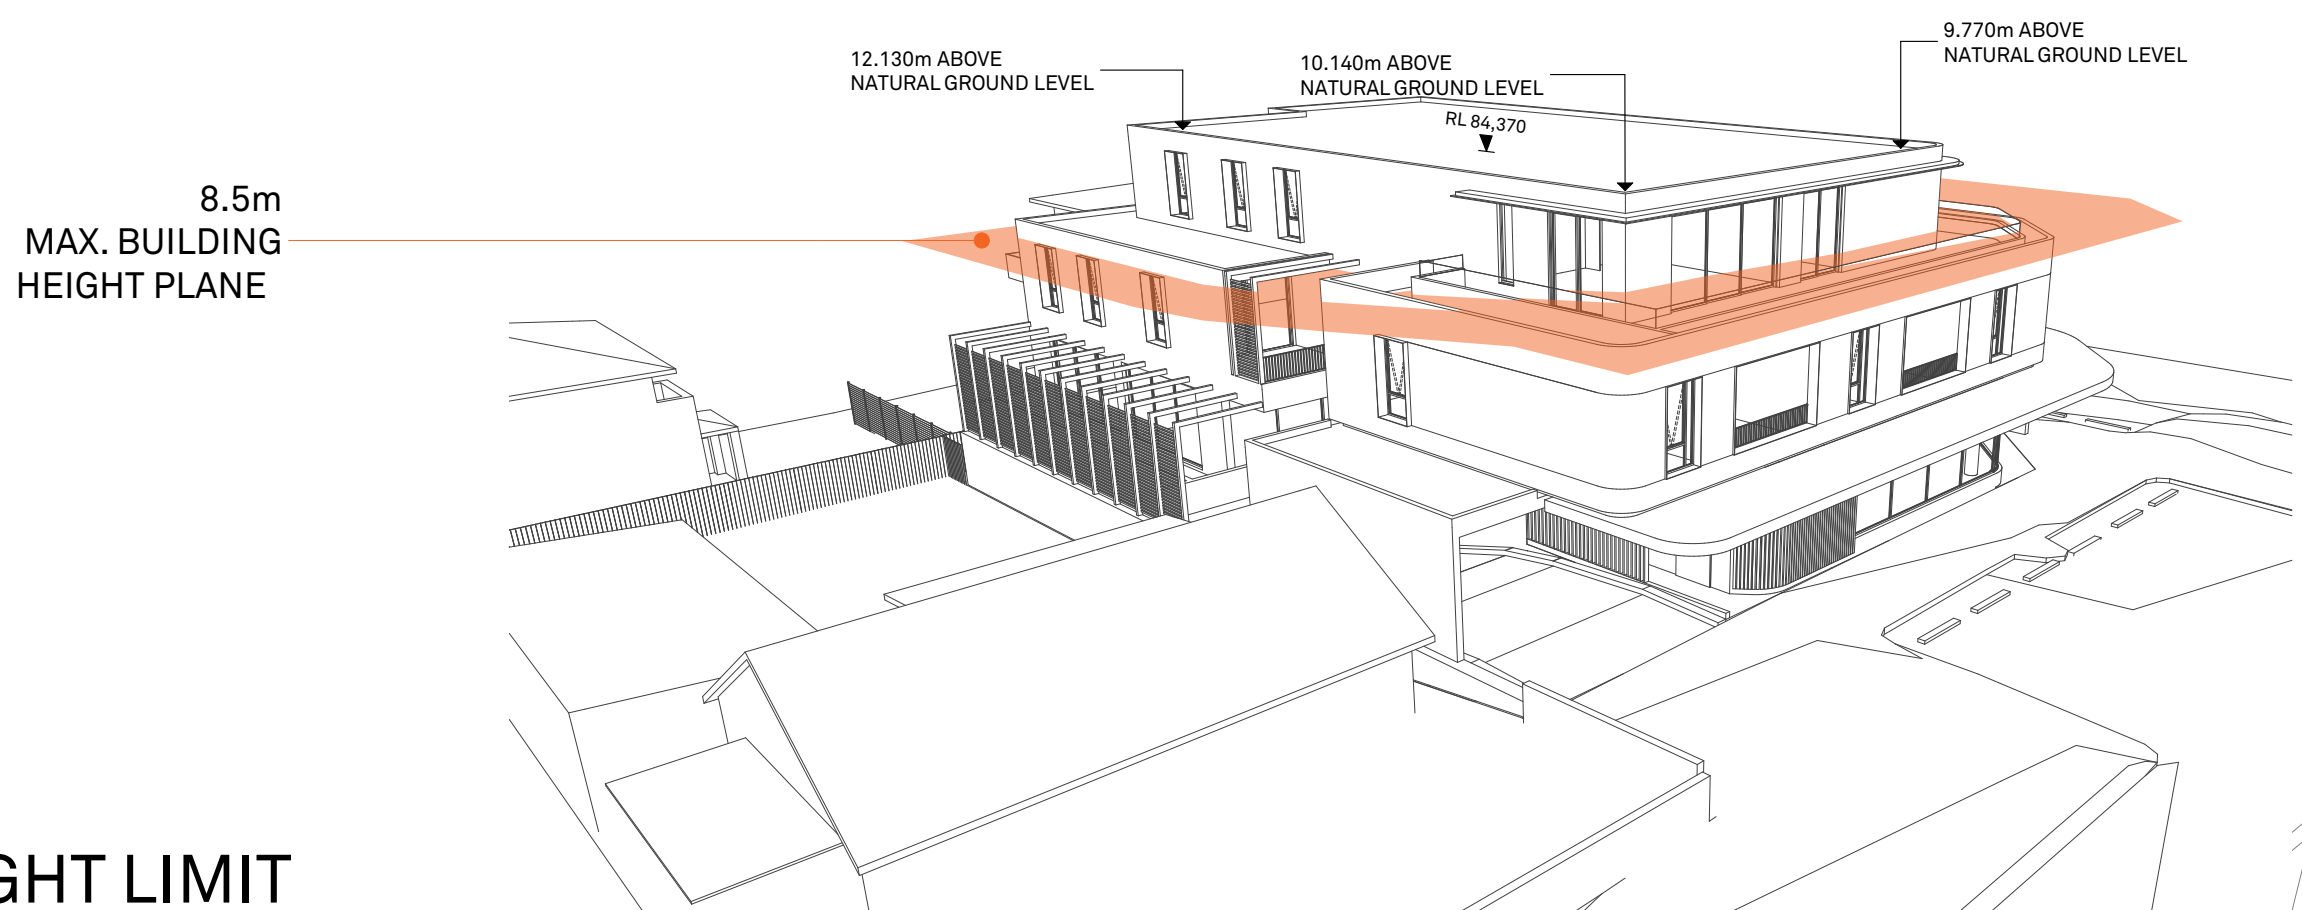 9.770m ABOVE
NATURAL GROUND LEVEL
12.130m ABOVE
NATURAL GROUND LEVEL
10.140m ABOVE
NATURAL GROUND LEVEL
RL 84,370
8.5m
MAX. BUILDING
HEIGHT PLANE
GHT LIMIT